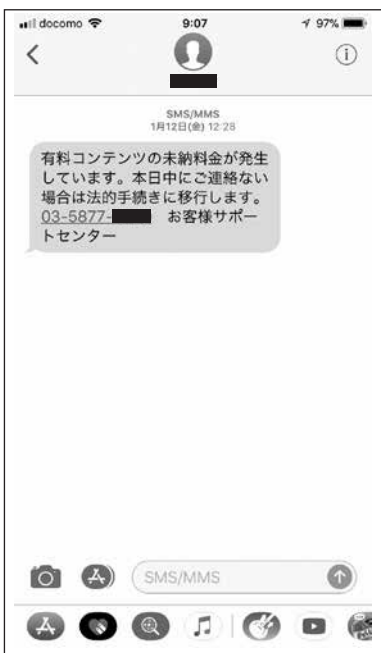 docomo 9:07 97%
SMS/MMS
1月12日(金) 12:28
有料コンテンツの未納料金が発生
しています。本日中にご連絡ない
場合は法的手続きに移行します。
03-5877- お客様サポー
トセンター
SMS/MMS